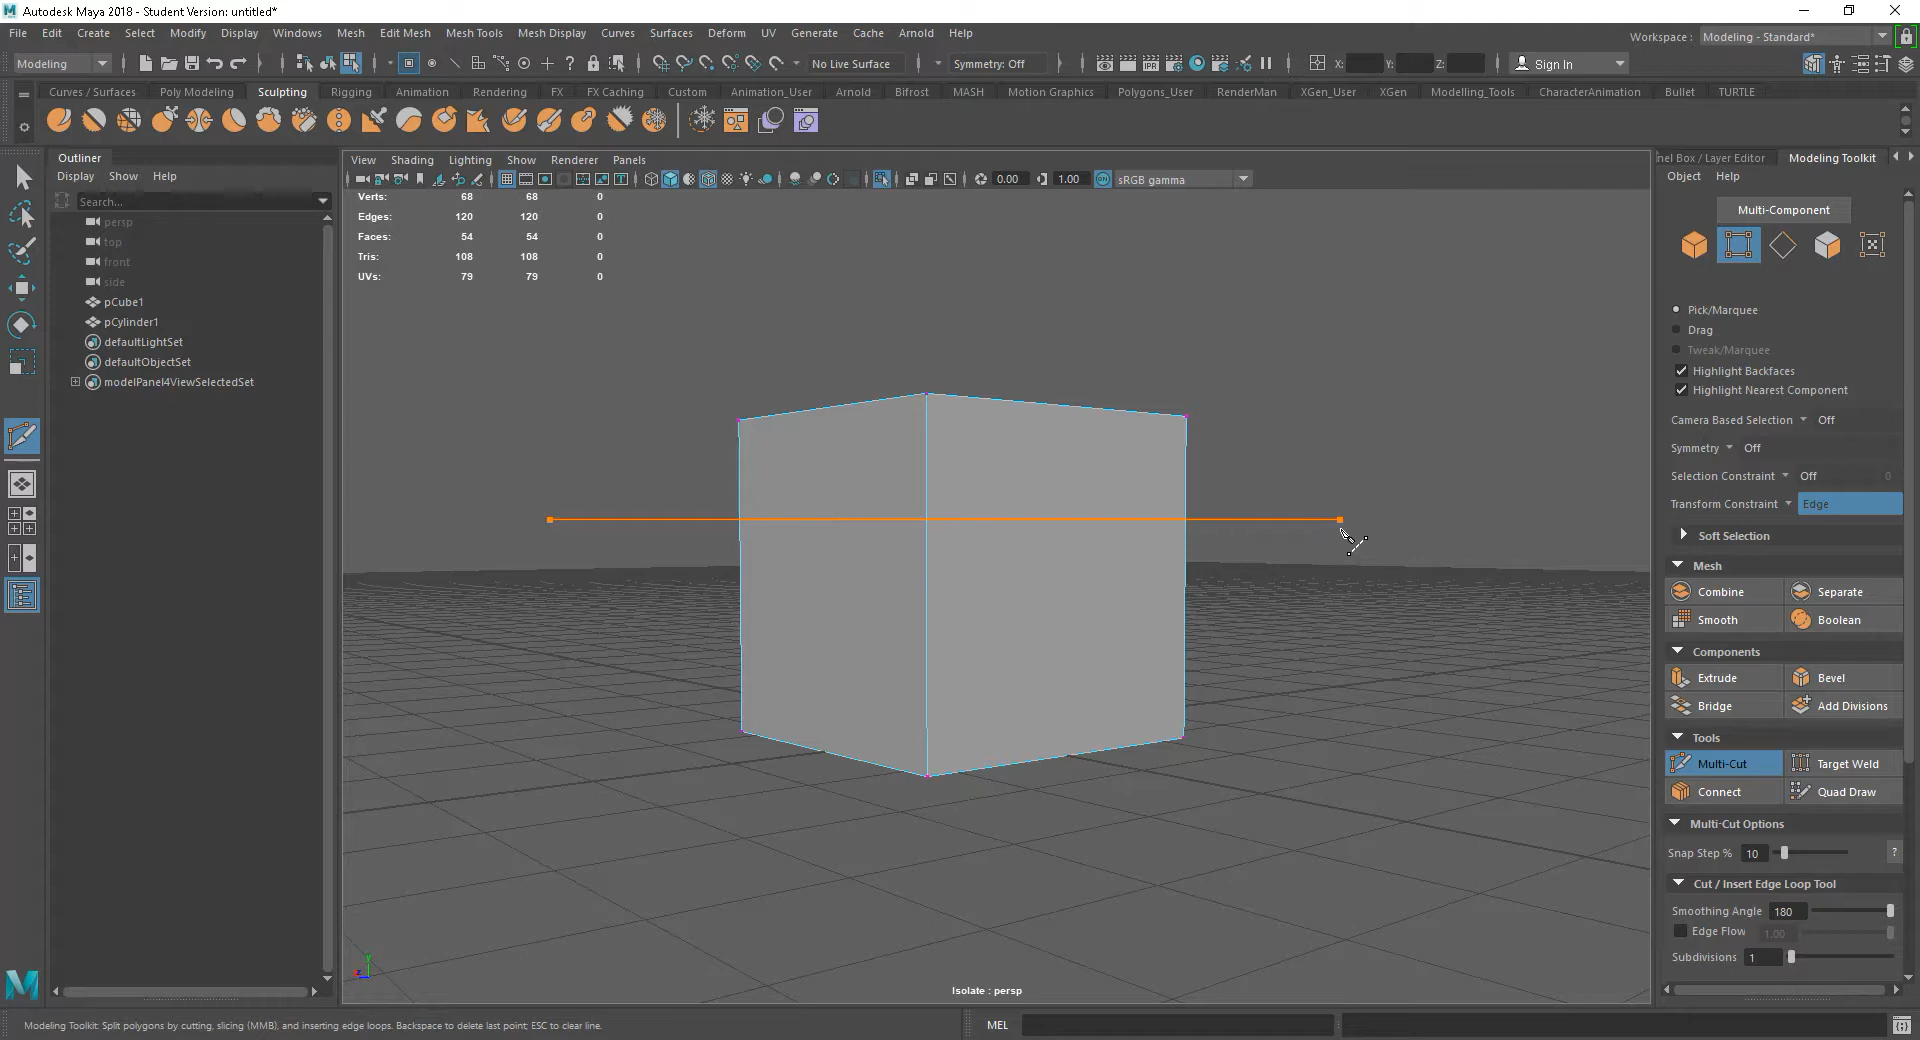 Autodesk Maya 2018 - Student Version: untitled*
File Edit Create Select Modify Display Windows Mesh Edit Mesh Mesh Tools Mesh Display Curves Surfaces Deform UV Generate Cache Arnold Help
Workspace : Modeling - Standard*
Modeling No Live Surface Symmetry: Off X: Y: Z: Sign In
Curves / Surfaces Poly Modeling Sculpting Rigging Animation Rendering FX FX Caching Custom Animation_User Arnold Bifrost MASH Motion Graphics Polygons_User RenderMan XGen_User XGen Modelling_Tools CharacterAnimation Bullet TURTLE
Outliner
Display Show Help
Search...
persp
top
front
side
pCube1
pCylinder1
defaultLightSet
defaultObjectSet
modelPanel4ViewSelectedSet
View Shading Lighting Show Renderer Panels
0.00 1.00 sRGB gamma
Verts: 68 68 0
Edges: 120 120 0
Faces: 54 54 0
Tris: 108 108 0
UVs: 79 79 0
Isolate : persp
nel Box / Layer Editor Modeling Toolkit
Object Help
Multi-Component
Pick/Marquee
Drag
Tweak/Marquee
Highlight Backfaces
Highlight Nearest Component
Camera Based Selection Off
Symmetry Off
Selection Constraint Off 0
Transform Constraint Edge
Soft Selection
Mesh
Combine Separate
Smooth Boolean
Components
Extrude Bevel
Bridge Add Divisions
Tools
Multi-Cut Target Weld
Connect Quad Draw
Multi-Cut Options
Snap Step % 10 ?
Cut / Insert Edge Loop Tool
Smoothing Angle 180
Edge Flow 1.00
Subdivisions 1
Modeling Toolkit: Split polygons by cutting, slicing (MMB), and inserting edge loops. Backspace to delete last point; ESC to clear line.
MEL